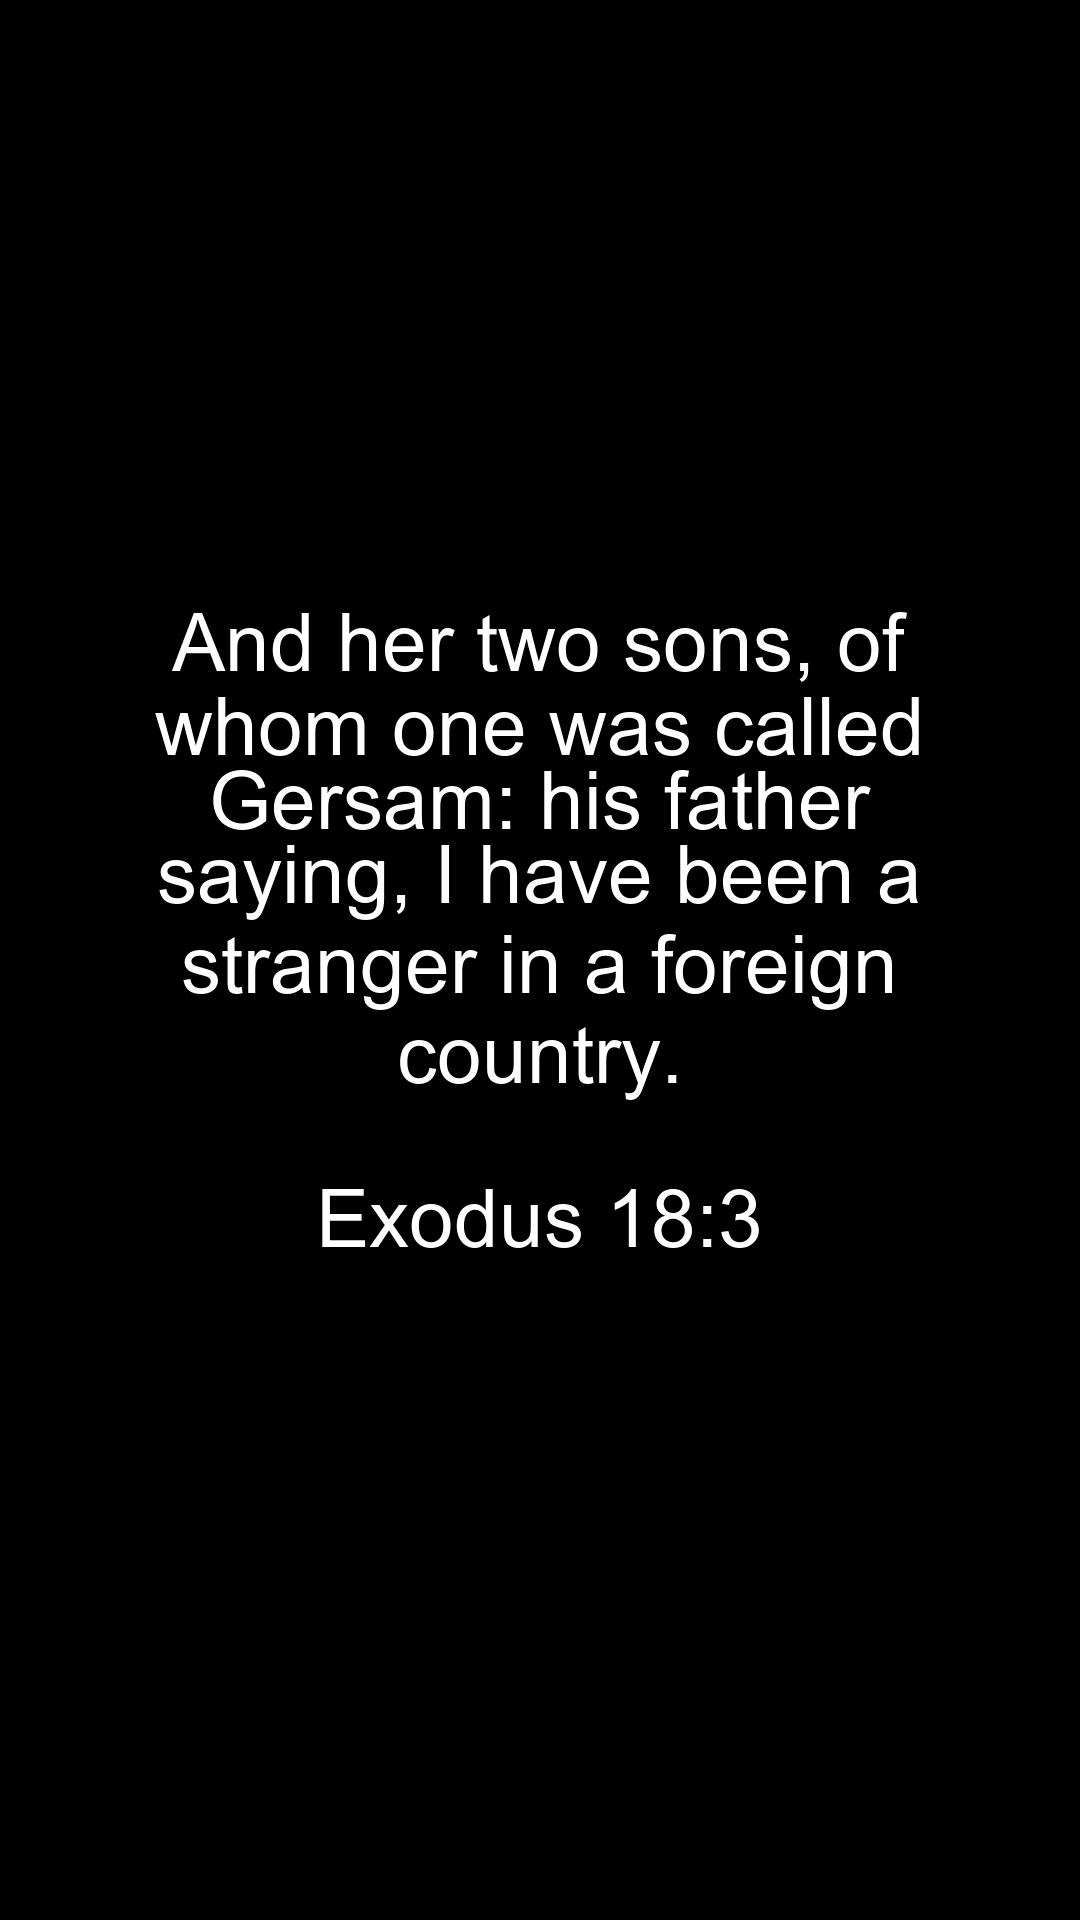 And her two sons, of
whom one was called
Gersam: his father
saying, I have been a
stranger in a foreign
country.
Exodus 18:3